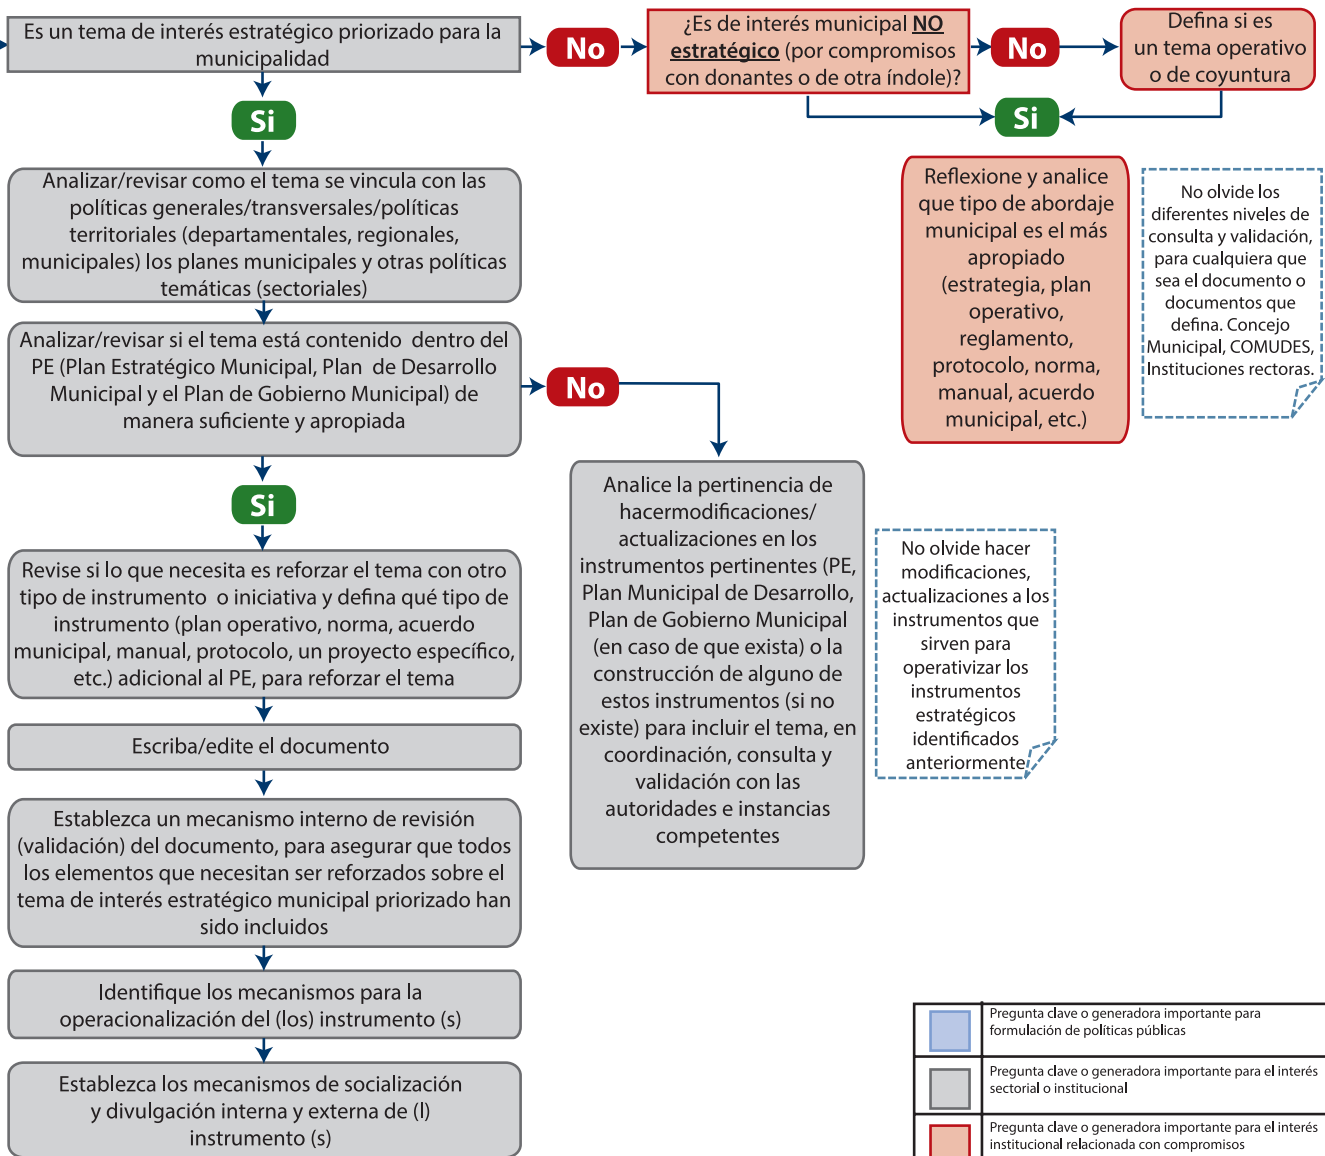 Es un tema de interés estratégico priorizado para la
municipalidad
No
¿Es de interés municipal NO
estratégico (por compromisos
con donantes o de otra índole)?
No
Defina si es
un tema operativo
o de coyuntura
Si
Si
Analizar/revisar como el tema se vincula con las
políticas generales/transversales/políticas
territoriales (departamentales, regionales,
municipales) los planes municipales y otras políticas
temáticas (sectoriales)
Reflexione y analice
que tipo de abordaje
municipal es el más
apropiado
(estrategia, plan
operativo,
reglamento,
protocolo, norma,
manual, acuerdo
municipal, etc.)
No olvide los
diferentes niveles de
consulta y validación,
para cualquiera que
sea el documento o
documentos que
defina. Concejo
Municipal, COMUDES,
Instituciones rectoras.
Analizar/revisar si el tema está contenido dentro del
PE (Plan Estratégico Municipal, Plan de Desarrollo
Municipal y el Plan de Gobierno Municipal) de
manera suficiente y apropiada
No
Si
Analice la pertinencia de
hacermodificaciones/
actualizaciones en los
instrumentos pertinentes (PE,
Plan Municipal de Desarrollo,
Plan de Gobierno Municipal
(en caso de que exista) o la
construcción de alguno de
estos instrumentos (si no
existe) para incluir el tema, en
coordinación, consulta y
validación con las
autoridades e instancias
competentes
No olvide hacer
modificaciones,
actualizaciones a los
instrumentos que
sirven para
operativizar los
instrumentos
estratégicos
identificados
anteriormente
Revise si lo que necesita es reforzar el tema con otro
tipo de instrumento o iniciativa y defina qué tipo de
instrumento (plan operativo, norma, acuerdo
municipal, manual, protocolo, un proyecto específico,
etc.) adicional al PE, para reforzar el tema
Escriba/edite el documento
Establezca un mecanismo interno de revisión
(validación) del documento, para asegurar que todos
los elementos que necesitan ser reforzados sobre el
tema de interés estratégico municipal priorizado han
sido incluidos
Identifique los mecanismos para la
operacionalización del (los) instrumento (s)
Establezca los mecanismos de socialización
y divulgación interna y externa de (l)
instrumento (s)
Pregunta clave o generadora importante para
formulación de políticas públicas
Pregunta clave o generadora importante para el interés
sectorial o institucional
Pregunta clave o generadora importante para el interés
institucional relacionada con compromisos